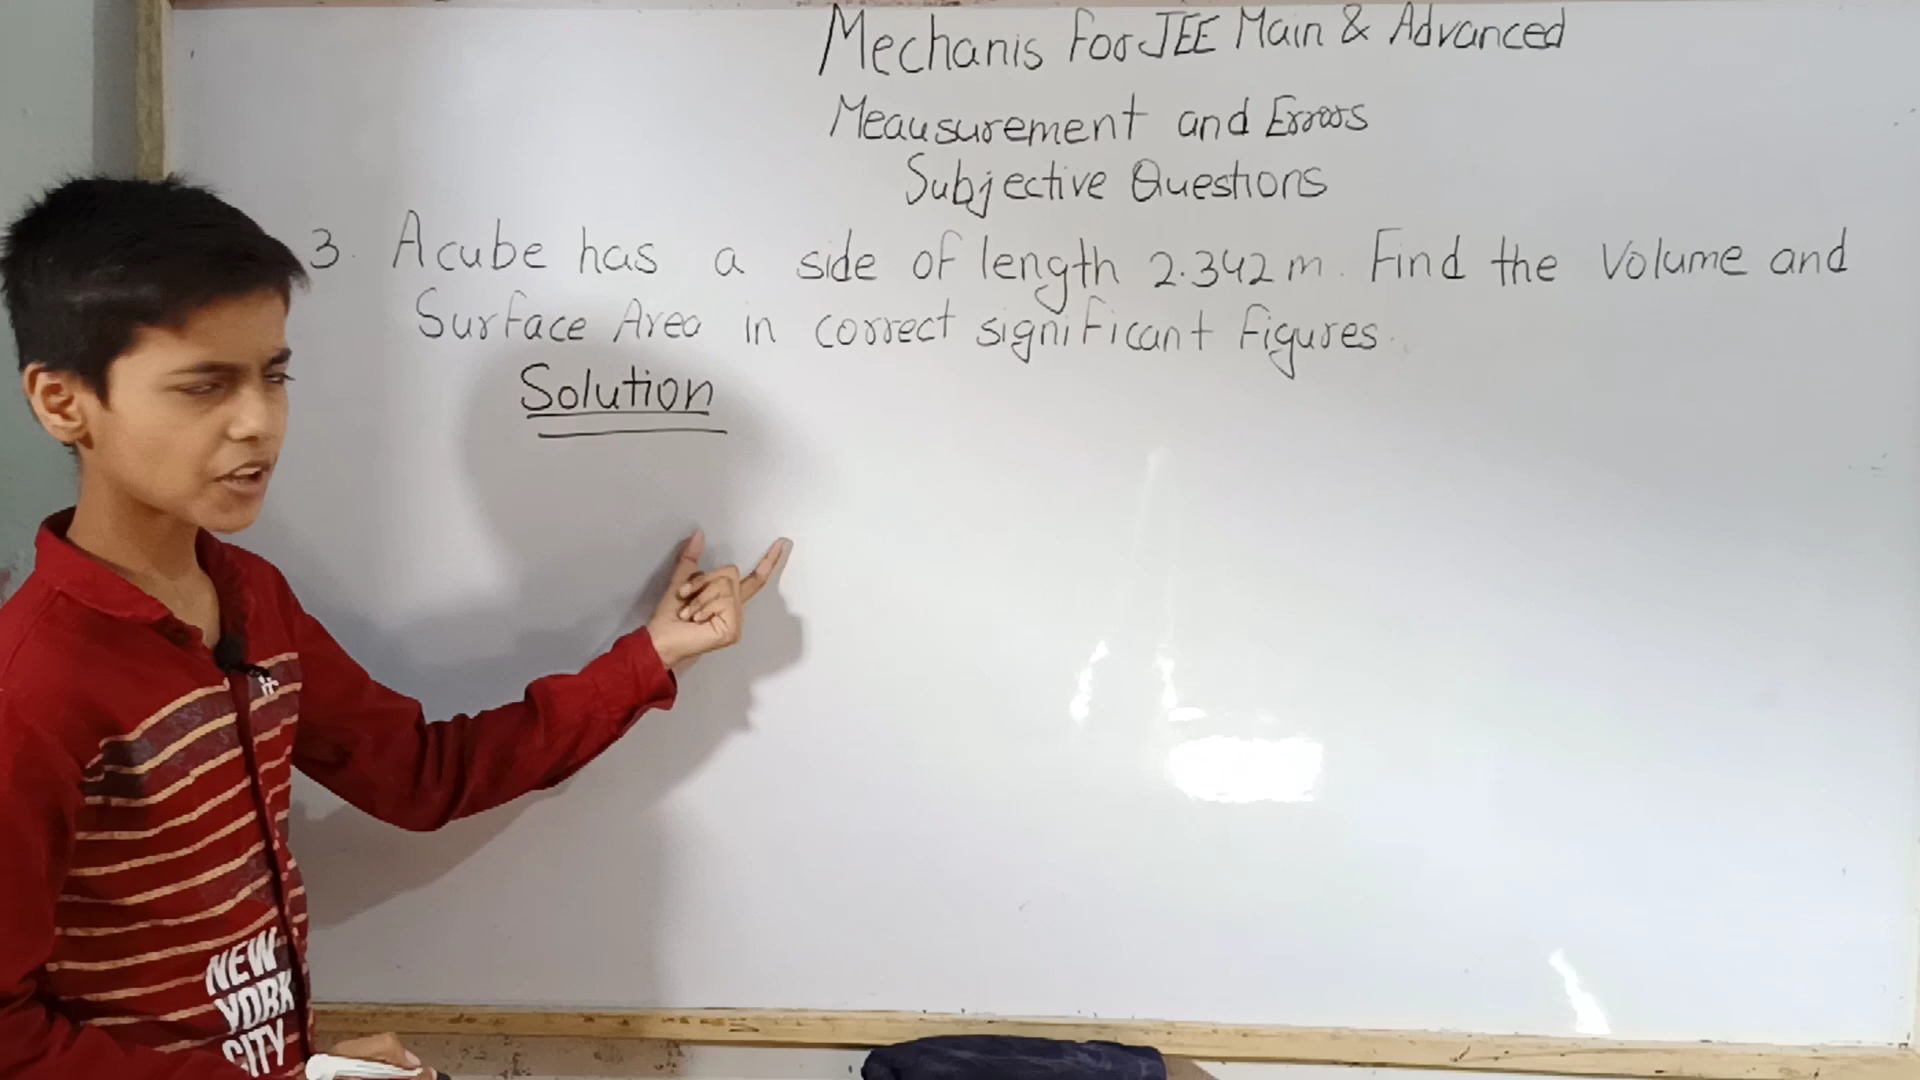 Mechanis For JEE Main & Advanced
Meausurement and Errors
Subjective Questions
3. A cube has a side of length 2.342 m. Find the Volume and
Surface Area in correct significant figures.
Solution
NEW
YORK
CITY